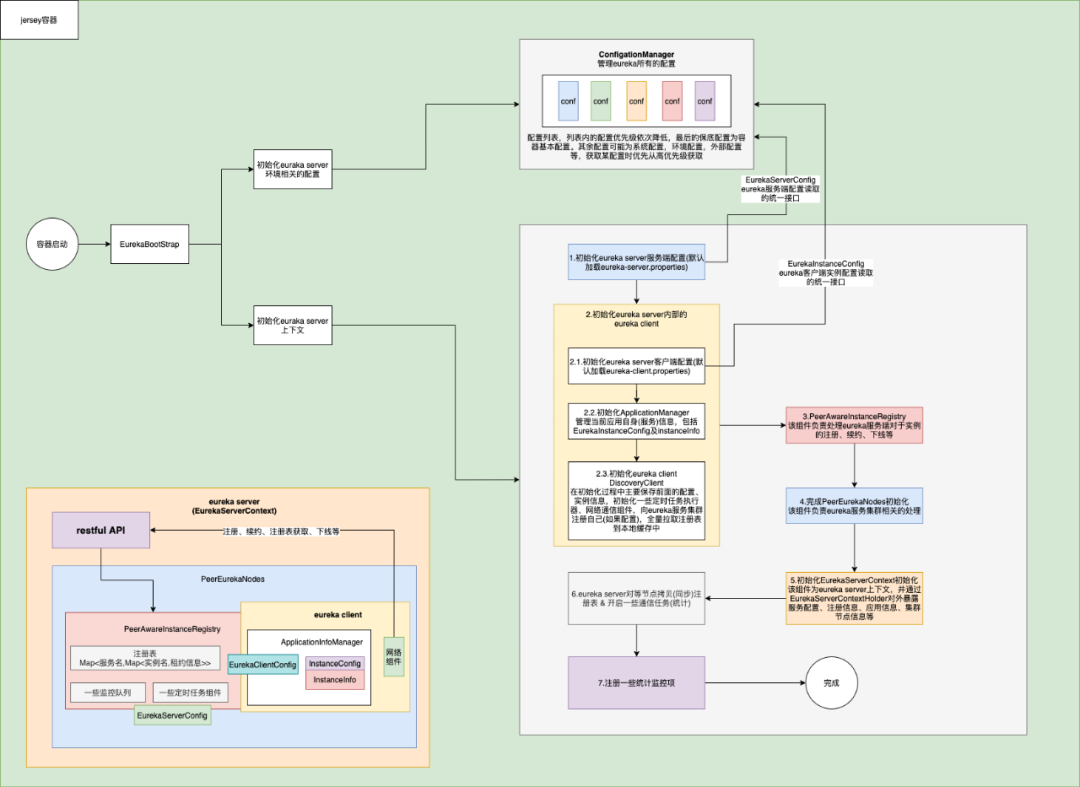 jersey容器
ConfigationManager
管理eureka所有的配置
conf
conf
conf
conf
conf
配置列表，列表内的配置优先级依次降低，最后的保底配置为容
器基本配置。其余配置可能为系统配置，环境配置，外部配置
等，获取某配置时优先从高优先级获取
初始化euraka server
环境相关的配置
EurekaServerConfig
eureka服务端配置读取
的统一接口
容器启动
EurekaBootStrap
1.初始化eureka server服务端配置(默认
加载eureka-server.properties)
EurekaInstanceConfig
eureka客户端实例配置读取
的统一接口
初始化euraka server
上下文
2.初始化eureka server内部的
eureka client
2.1.初始化eureka server客户端配置(默
认加载eureka-client.properties)
2.2.初始化ApplicationManager
管理当前应用自身(服务)信息，包括
EurekaInstanceConfig及InstanceInfo
3.PeerAwareInstanceRegistry
该组件负责处理eureka服务端对于实例
的注册、续约、下线等
2.3.初始化eureka client
DiscoveryClient
在初始化过程中主要保存前面的配置、
实例信息，初始化一些定时任务执行
器、网络通信组件，向eureka服务集群
注册自己(如果配置)，全量拉取注册表
到本地缓存中
4.完成PeerEurekaNodes初始化
该组件负责eureka服务集群相关的处理
5.初始化EurekaServerContext初始化
该组件为eureka server上下文，并通过
EurekaServerContextHolder对外暴露
服务配置、注册信息、应用信息、集群
节点信息等
6.eureka server对等节点拷贝(同步)注
册表 & 开启一些通信任务(统计)
7.注册一些统计监控项
完成
eureka server
(EurekaServerContext)
restful API
注册、续约、注册表获取、下线等
PeerEurekaNodes
PeerAwareInstanceRegistry
注册表
Map<服务名,Map<实例名,租约信息>>
一些监控队列
一些定时任务组件
EurekaServerConfig
eureka client
ApplicationInfoManager
EurekaClientConfig
InstanceConfig
InstanceInfo
网络
组件